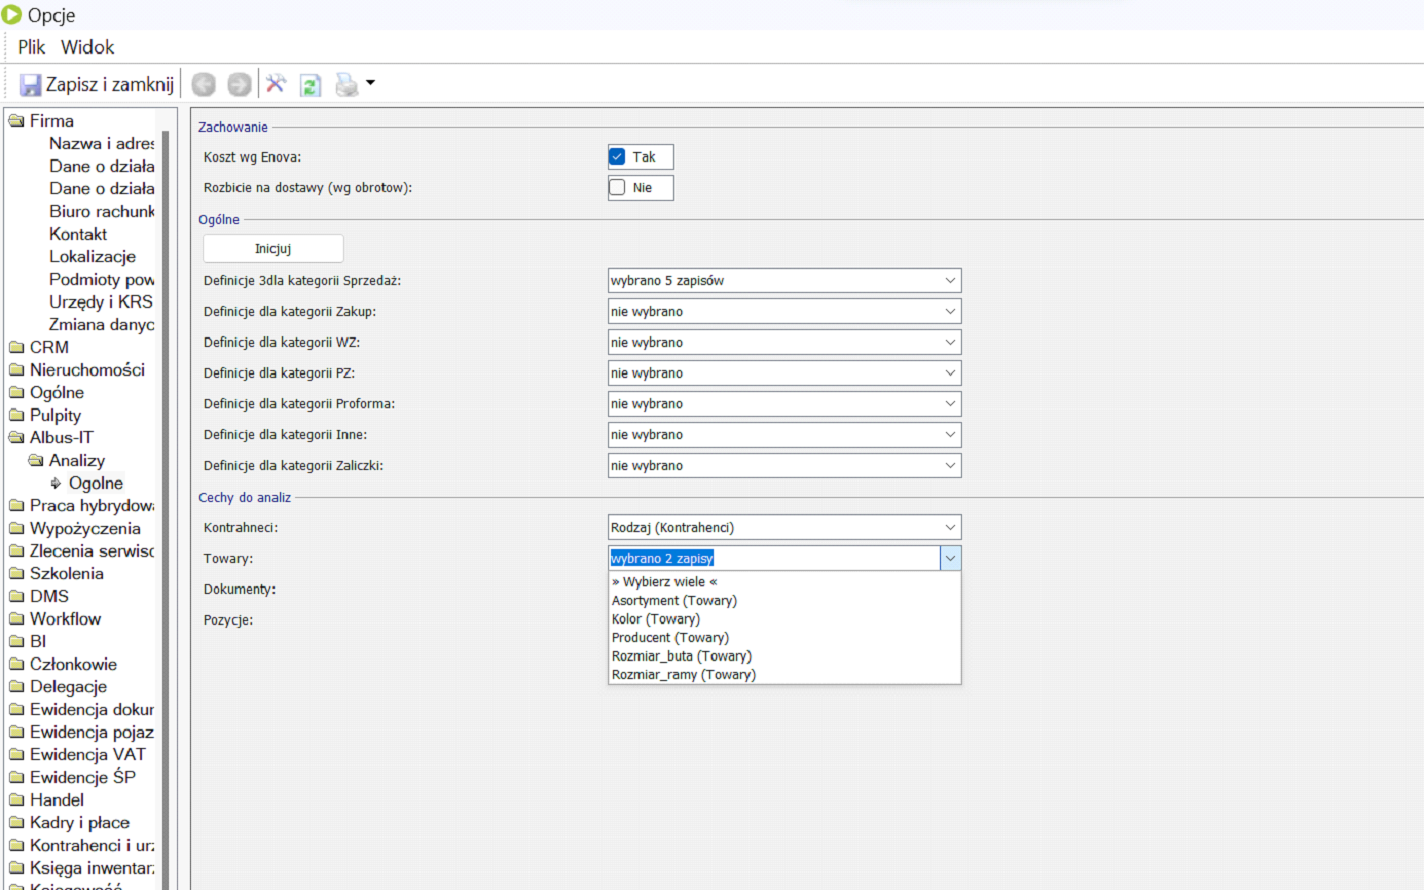 Opcje
Plik Widok
Zapisz i zamknij
Firma
Nazwa i adres
Dane o działa
Dane o działa
Biuro rachunk
Kontakt
Lokalizacje
Podmioty pow
Urzędy i KRS
Zmiana danyc
CRM
Nieruchomości
Ogólne
Pulpity
Albus-IT
Analizy
Ogolne
Praca hybrydowa
Wypożyczenia
Zlecenia serwisc
Szkolenia
DMS
Workflow
BI
Członkowie
Delegacje
Ewidencja dokur
Ewidencja pojaz
Ewidencja VAT
Ewidencje ŚP
Handel
Kadry i płace
Kontrahenci i urz
Księga inwentarz
Księgowość
Zachowanie
Koszt wg Enova: Tak
Rozbicie na dostawy (wg obrotow): Nie
Ogólne
Inicjuj
Definicje 3dla kategorii Sprzedaż: wybrano 5 zapisów
Definicje dla kategorii Zakup: nie wybrano
Definicje dla kategorii WZ: nie wybrano
Definicje dla kategorii PZ: nie wybrano
Definicje dla kategorii Proforma: nie wybrano
Definicje dla kategorii Inne: nie wybrano
Definicje dla kategorii Zaliczki: nie wybrano
Cechy do analiz
Kontrahneci: Rodzaj (Kontrahenci)
Towary: wybrano 2 zapisy
» Wybierz wiele «
Asortyment (Towary)
Kolor (Towary)
Producent (Towary)
Rozmiar_buta (Towary)
Rozmiar_ramy (Towary)
Dokumenty:
Pozycje: